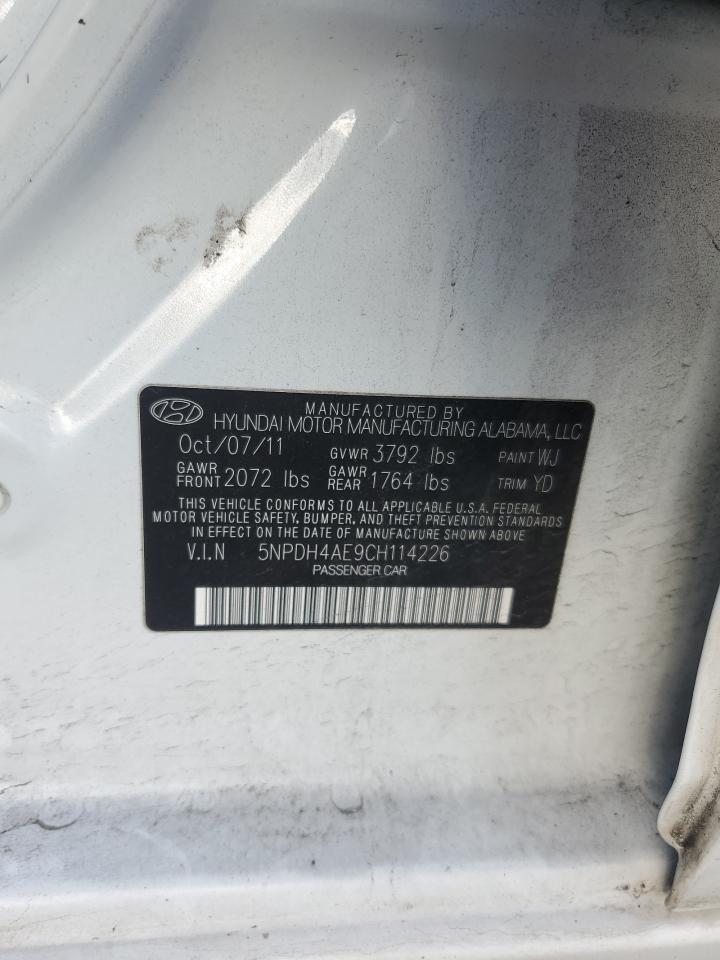 MANUFACTURED BY
HYUNDAI MOTOR MANUFACTURING ALABAMA, LLC
Oct/07/11 GVWR 3792 lbs PAINT WJ
GAWR FRONT 2072 lbs GAWR REAR 1764 lbs TRIM YD
THIS VEHICLE CONFORMS TO ALL APPLICABLE U.S.A. FEDERAL
MOTOR VEHICLE SAFETY, BUMPER, AND THEFT PREVENTION STANDARDS
IN EFFECT ON THE DATE OF MANUFACTURE SHOWN ABOVE
V.I.N 5NPDH4AE9CH114226
PASSENGER CAR